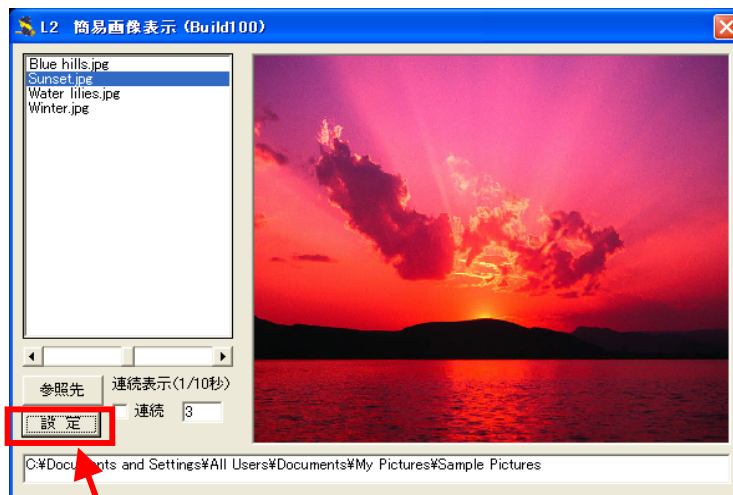 L2 簡易画像表示 (Build100)
Blue hills.jpg
Sunset.jpg
Water lilies.jpg
Winter.jpg
参照先
連続表示(1/10秒)
連続 3
設 定
C:¥Documents and Settings¥All Users¥Documents¥My Pictures¥Sample Pictures